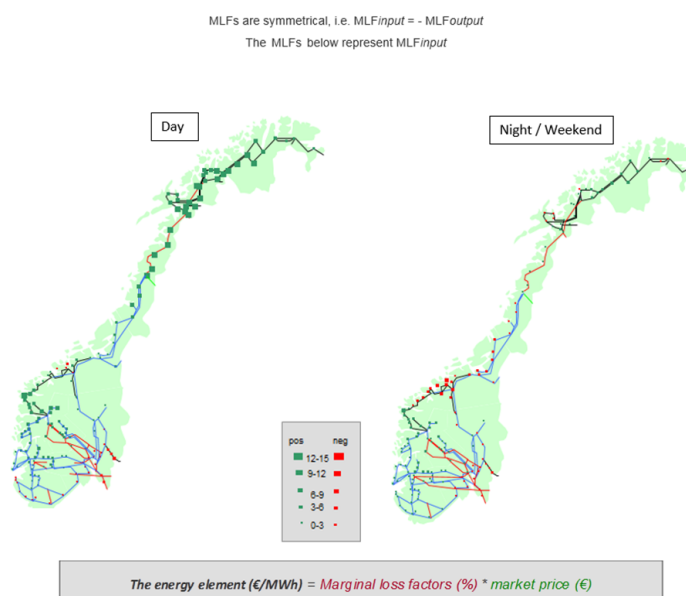 MLFs are symmetrical, i.e. MLFinput = - MLFoutput
The MLFs below represent MLFinput
Day
Night / Weekend
pos neg
12-15
9-12
6-9
3-6
0-3
The energy element (€/MWh) = Marginal loss factors (%) * market price (€)